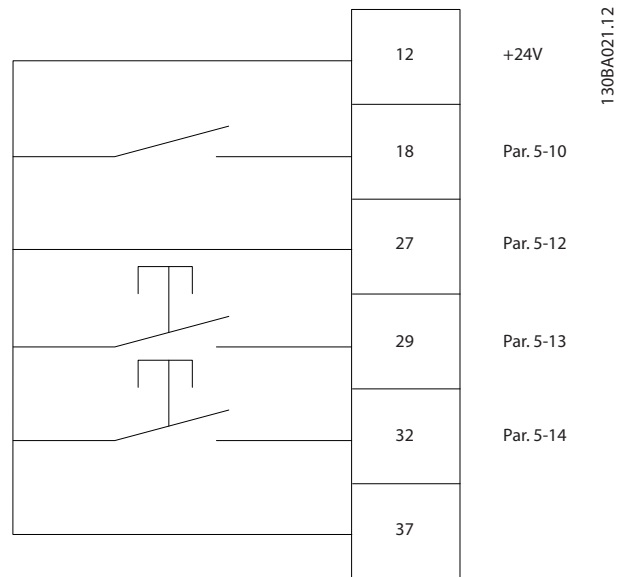 12 +24V
18 Par. 5-10
27 Par. 5-12
29 Par. 5-13
32 Par. 5-14
37
130BA021.12